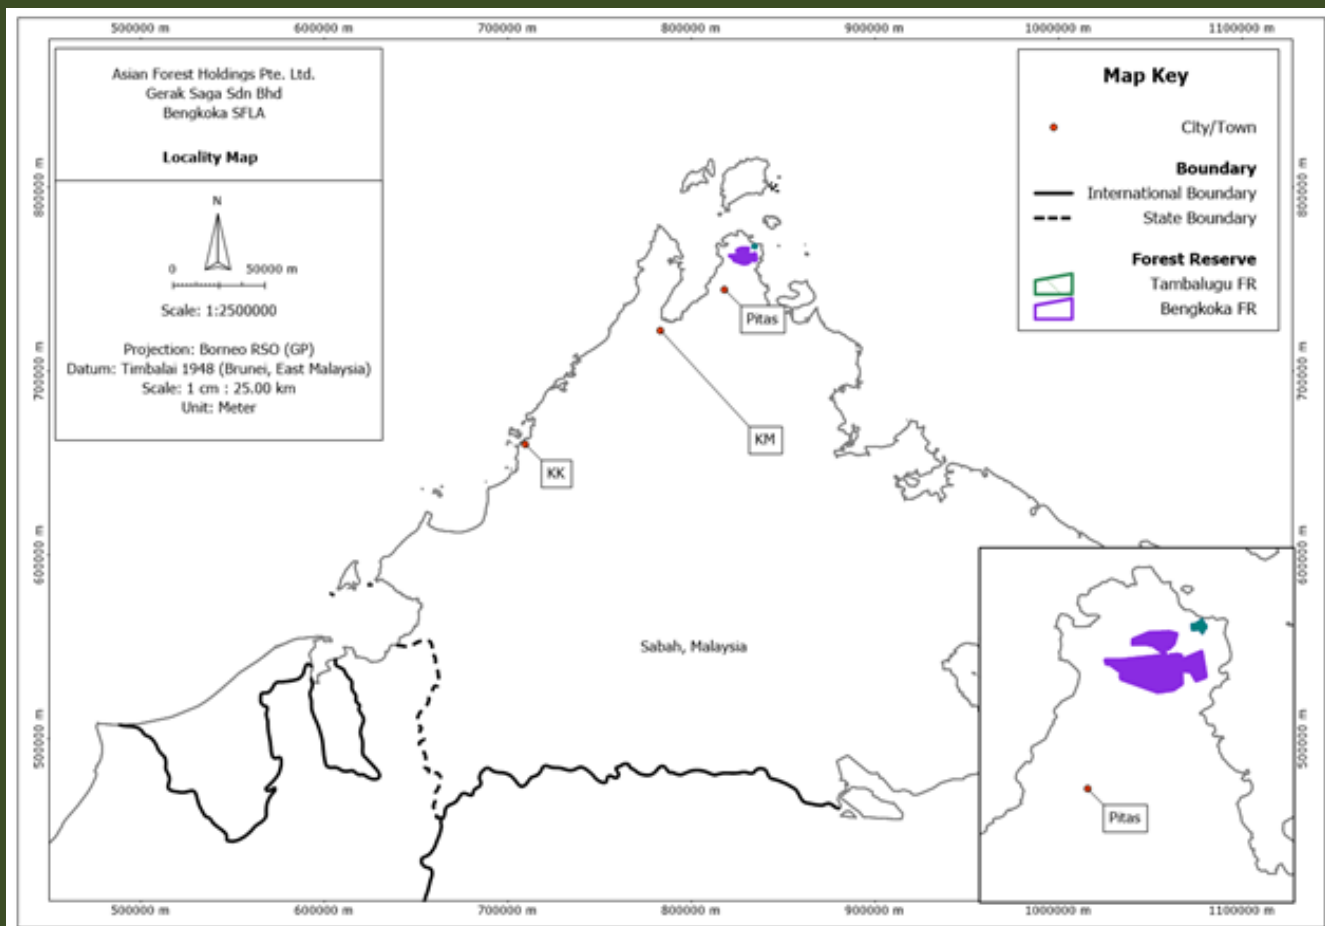 500000 m
600000 m
700000 m
800000 m
900000 m
1000000 m
1100000 m
Asian Forest Holdings Pte. Ltd.
Gerak Saga Sdn Bhd
Bengkoka SFLA
Locality Map
N
0 50000 m
Scale: 1:2500000
Projection: Borneo RSO (GP)
Datum: Timbalai 1948 (Brunei, East Malaysia)
Scale: 1 cm : 25.00 km
Unit: Meter
Map Key
City/Town
Boundary
International Boundary
State Boundary
Forest Reserve
Tambalugu FR
Bengkoka FR
800000 m
700000 m
600000 m
500000 m
800000 m
700000 m
600000 m
500000 m
Pitas
KM
KK
Sabah, Malaysia
Pitas
500000 m
600000 m
700000 m
800000 m
900000 m
1000000 m
1100000 m